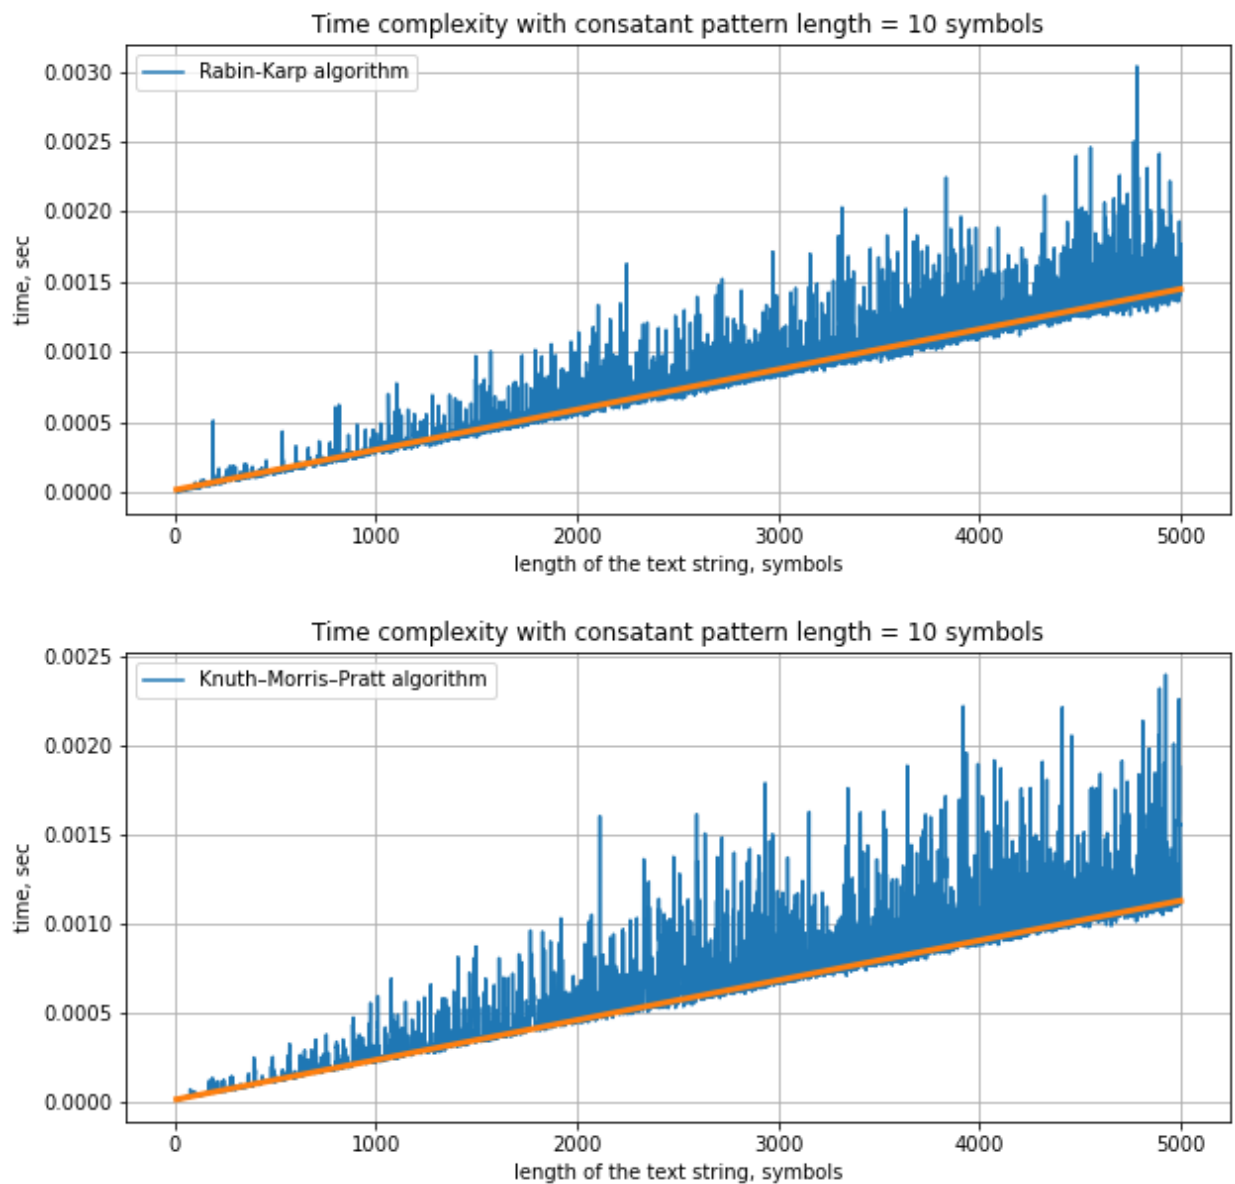 Time complexity with consatant pattern length = 10 symbols
Rabin-Karp algorithm
0.0030
0.0025
0.0020
0.0015
0.0010
0.0005
0.0000
time, sec
0 1000 2000 3000 4000 5000
length of the text string, symbols
Time complexity with consatant pattern length = 10 symbols
Knuth–Morris–Pratt algorithm
0.0025
0.0020
0.0015
0.0010
0.0005
0.0000
time, sec
0 1000 2000 3000 4000 5000
length of the text string, symbols